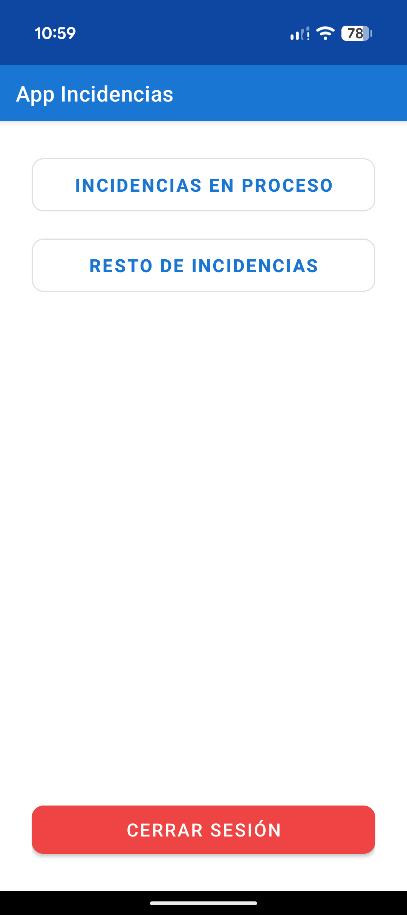 10:59
78
App Incidencias
INCIDENCIAS EN PROCESO
RESTO DE INCIDENCIAS
CERRAR SESIÓN